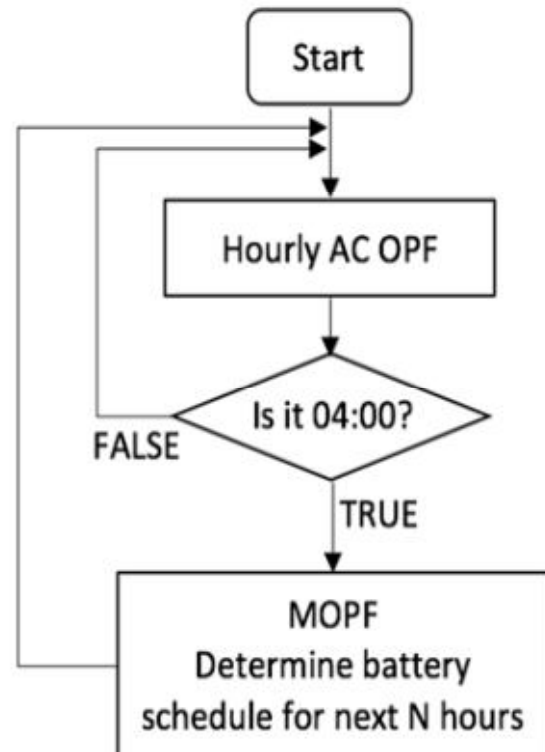 Start
Hourly AC OPF
Is it 04:00?
FALSE
TRUE
MOPF
Determine battery
schedule for next N hours